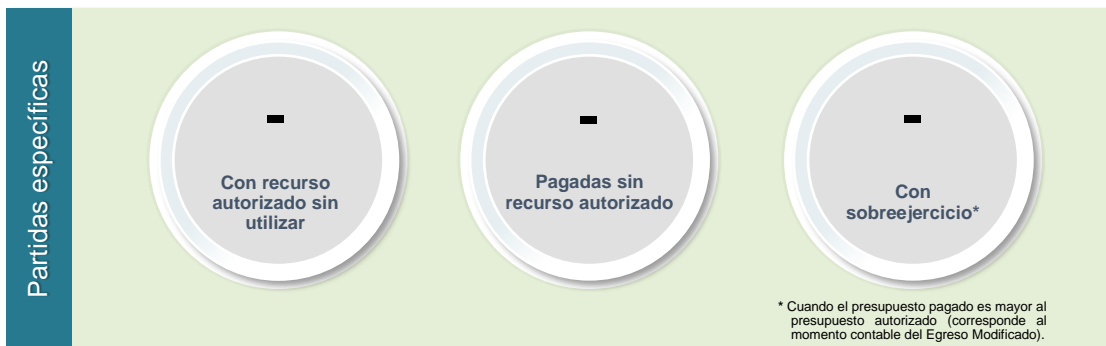 Partidas específicas
-
Con recurso
autorizado sin
utilizar
-
Pagadas sin
recurso autorizado
-
Con
sobreejercicio*
* Cuando el presupuesto pagado es mayor al
presupuesto autorizado (corresponde al
momento contable del Egreso Modificado).